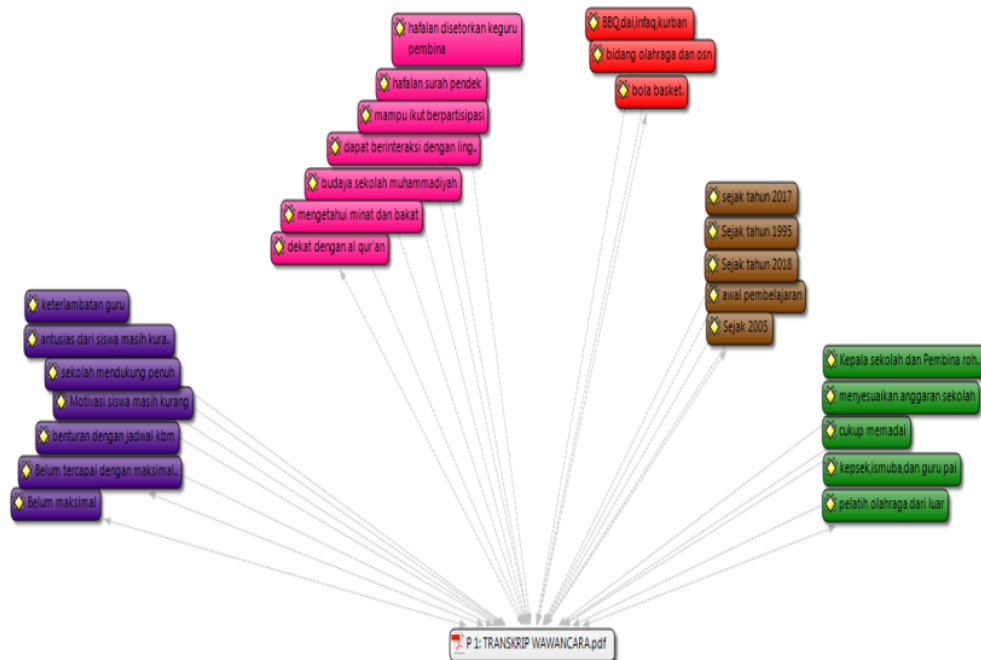 hafalan disetorkan keguru
pembina
hafalan surah pendek
mampu ikut berpartisipasi
dapat berinteraksi dengan ling..
budaya sekolah muhammadiyah
mengetahui minat dan bakat
dekat dengan al qur'an
BBQ,dai,infaq,kurban
bidang olahraga dan osn
bola basket.
sejak tahun 2017
Sejak tahun 1995
Sejak tahun 2018
awal pembelajaran
Sejak 2005
keterlambatan guru
antusias dari siswa masih kura..
sekolah mendukung penuh
Motivasi siswa masih kurang
benturan dengan jadwal kbm
Belum tercapai dengan maksimal..
Belum maksimal
Kepala sekolah dan Pembina roh..
menyesuaikan anggaran sekolah
cukup memadai
kepsek,ismuba,dan guru pai
pelatih olahraga dari luar
P 1: TRANSKRIP WAWANCARA.pdf